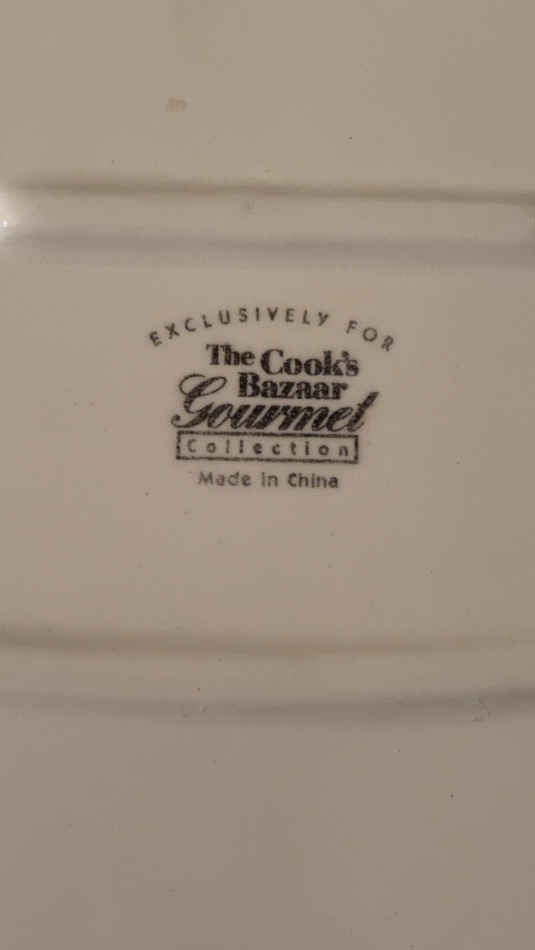 EXCLUSIVELY FOR
The Cook's
Bazaar
Gourmet
Collection
Made in China